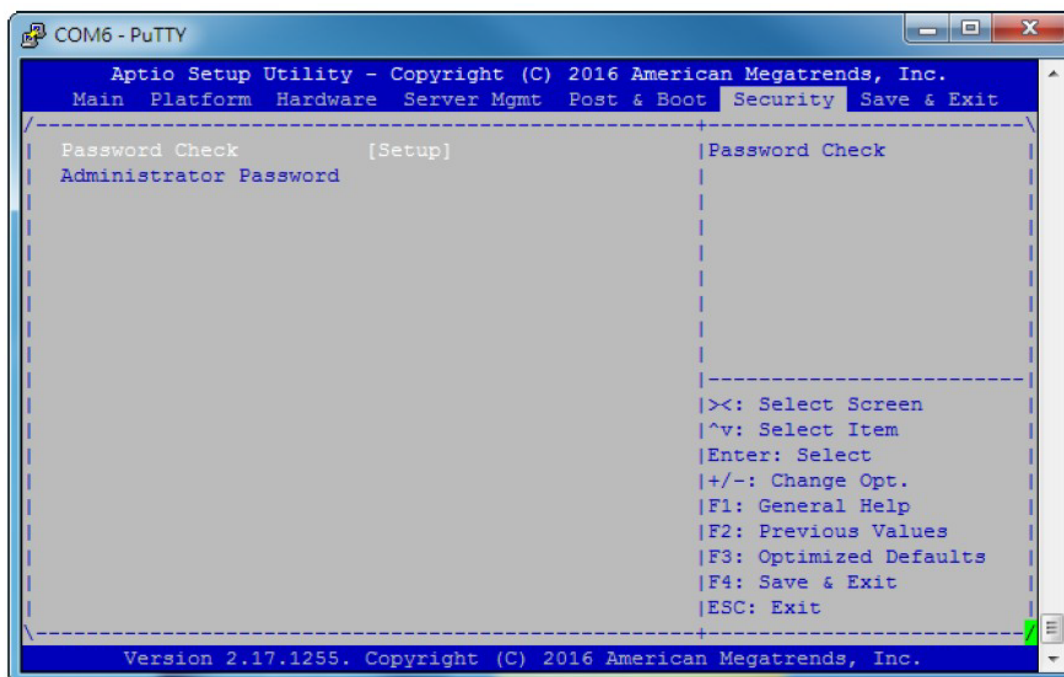 COM6 - PuTTY
Aptio Setup Utility - Copyright (C) 2016 American Megatrends, Inc.
Main Platform Hardware Server Mgmt Post & Boot Security Save & Exit
Password Check [Setup]
Administrator Password
Password Check
><: Select Screen
^v: Select Item
Enter: Select
+/-: Change Opt.
F1: General Help
F2: Previous Values
F3: Optimized Defaults
F4: Save & Exit
ESC: Exit
Version 2.17.1255. Copyright (C) 2016 American Megatrends, Inc.